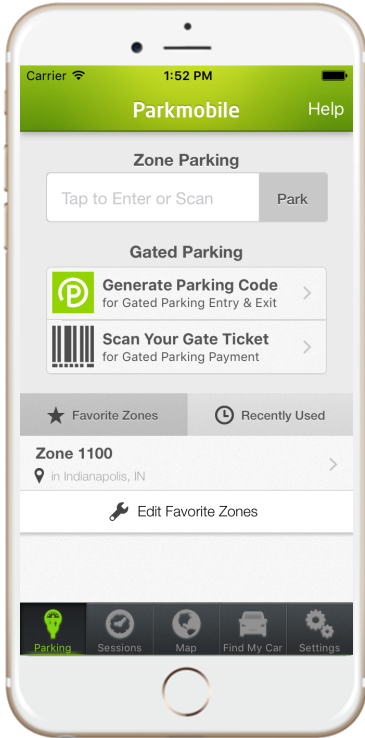 Carrier 1:52 PM
Parkmobile Help
Zone Parking
Tap to Enter or Scan Park
Gated Parking
Generate Parking Code
for Gated Parking Entry & Exit
Scan Your Gate Ticket
for Gated Parking Payment
Favorite Zones Recently Used
Zone 1100
in Indianapolis, IN
Edit Favorite Zones
Parking Sessions Map Find My Car Settings